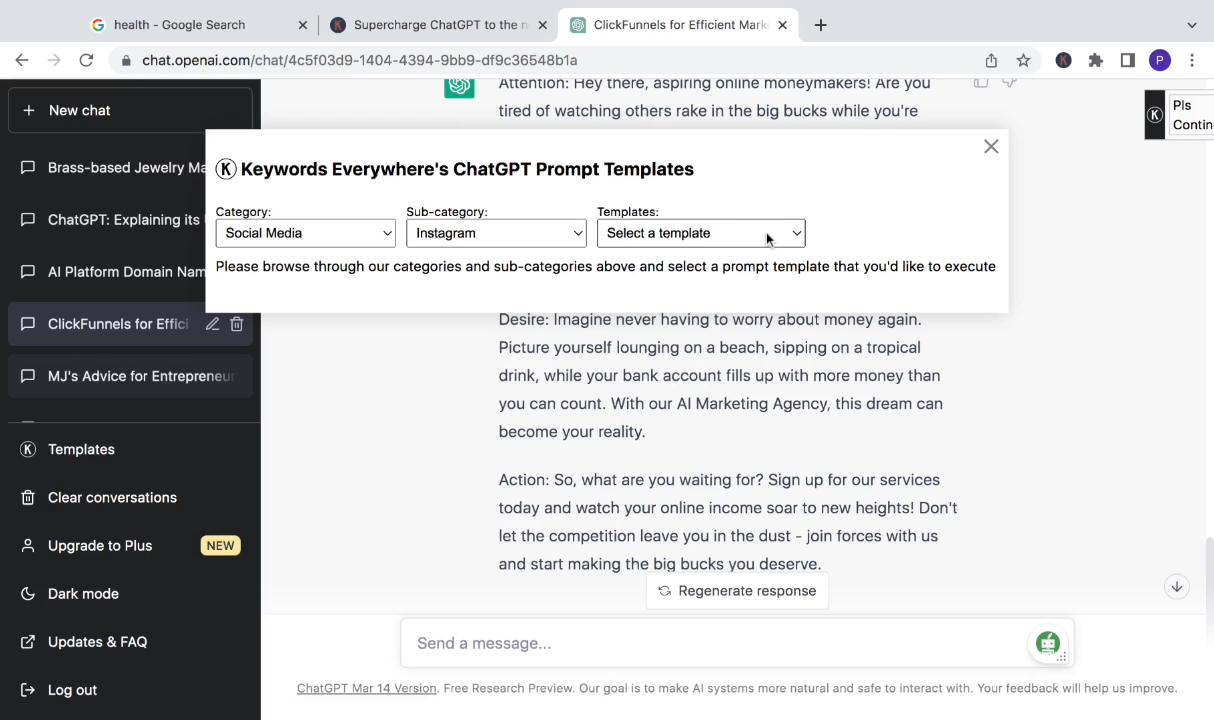 health - Google Search
Supercharge ChatGPT to the n
ClickFunnels for Efficient Mark
chat.openai.com/chat/4c5f03d9-1404-4394-9bb9-df9c36548b1a
P
New chat
Brass-based Jewelry Ma
ChatGPT: Explaining its
AI Platform Domain Nam
ClickFunnels for Effici
MJ's Advice for Entrepreneur
Templates
Clear conversations
Upgrade to Plus NEW
Dark mode
Updates & FAQ
Log out
Attention: Hey there, aspiring online moneymakers! Are you
tired of watching others rake in the big bucks while you're
K Pls
Contin
K Keywords Everywhere's ChatGPT Prompt Templates
Category: Sub-category: Templates:
Social Media Instagram Select a template
Please browse through our categories and sub-categories above and select a prompt template that you'd like to execute
Desire: Imagine never having to worry about money again.
Picture yourself lounging on a beach, sipping on a tropical
drink, while your bank account fills up with more money than
you can count. With our AI Marketing Agency, this dream can
become your reality.
Action: So, what are you waiting for? Sign up for our services
today and watch your online income soar to new heights! Don't
let the competition leave you in the dust - join forces with us
and start making the big bucks you deserve.
Regenerate response
Send a message...
ChatGPT Mar 14 Version. Free Research Preview. Our goal is to make AI systems more natural and safe to interact with. Your feedback will help us improve.